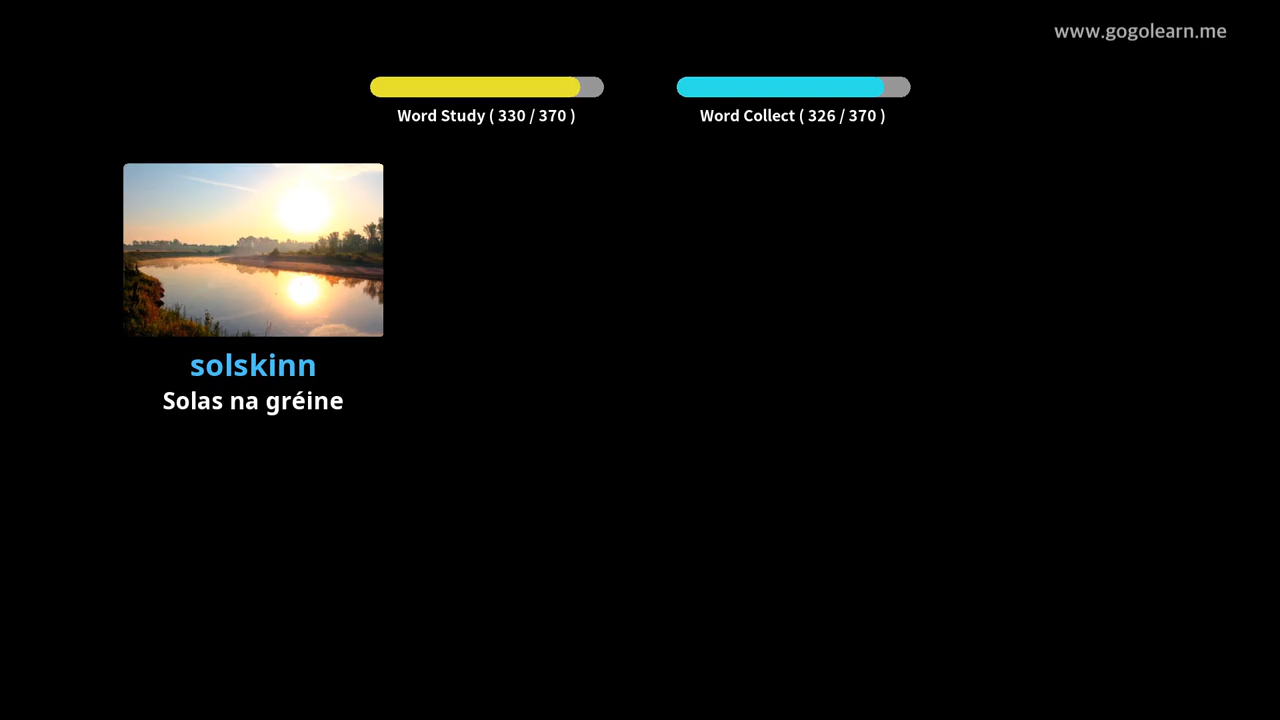 www.gogolearn.me
Word Study ( 330 / 370 )
Word Collect ( 326 / 370 )
solskinn
Solas na gréine